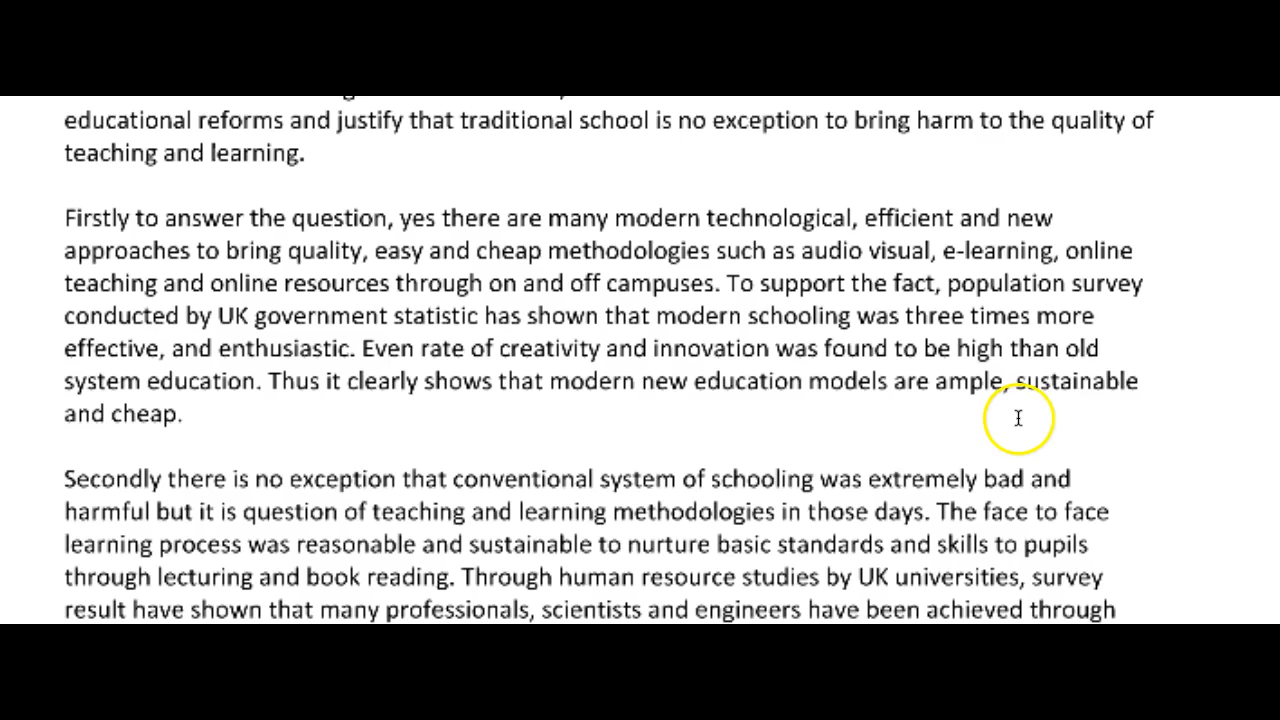 educational reforms and justify that traditional school is no exception to bring harm to the quality of
teaching and learning.
Firstly to answer the question, yes there are many modern technological, efficient and new
approaches to bring quality, easy and cheap methodologies such as audio visual, e-learning, online
teaching and online resources through on and off campuses. To support the fact, population survey
conducted by UK government statistic has shown that modern schooling was three times more
effective, and enthusiastic. Even rate of creativity and innovation was found to be high than old
system education. Thus it clearly shows that modern new education models are ample, sustainable
and cheap.
Secondly there is no exception that conventional system of schooling was extremely bad and
harmful but it is question of teaching and learning methodologies in those days. The face to face
learning process was reasonable and sustainable to nurture basic standards and skills to pupils
through lecturing and book reading. Through human resource studies by UK universities, survey
result have shown that many professionals, scientists and engineers have been achieved through